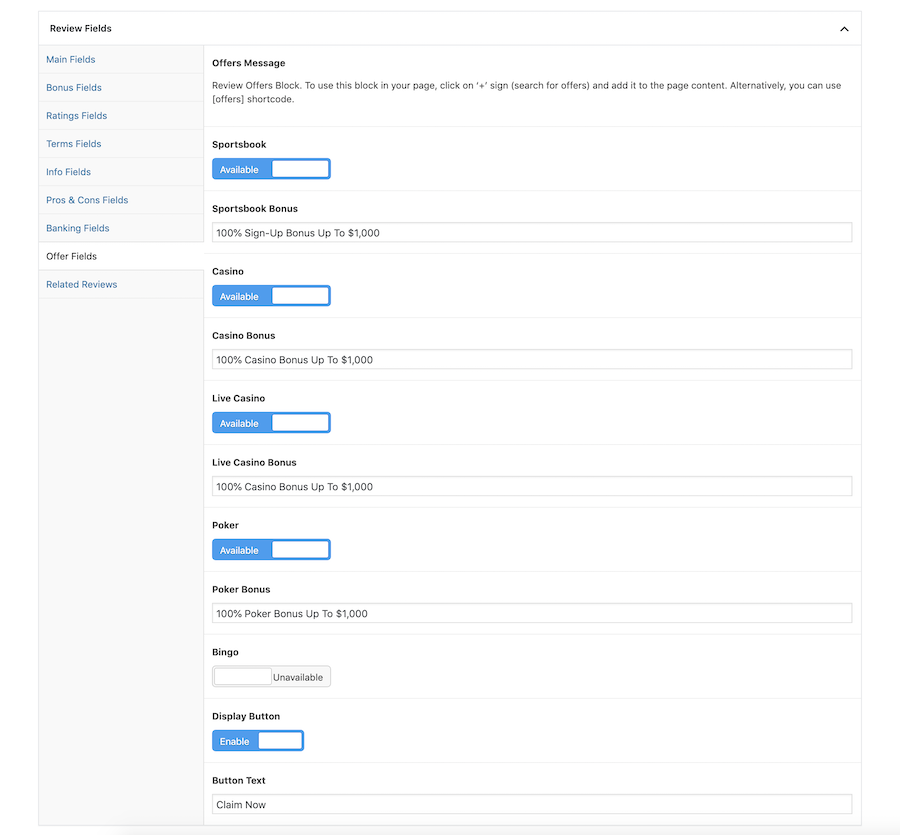 Review Fields
Main Fields
Bonus Fields
Ratings Fields
Terms Fields
Info Fields
Pros & Cons Fields
Banking Fields
Offer Fields
Related Reviews
Offers Message
Review Offers Block. To use this block in your page, click on '+' sign (search for offers) and add it to the page content. Alternatively, you can use
[offers] shortcode.
Sportsbook
Available
Sportsbook Bonus
100% Sign-Up Bonus Up To $1,000
Casino
Available
Casino Bonus
100% Casino Bonus Up To $1,000
Live Casino
Available
Live Casino Bonus
100% Casino Bonus Up To $1,000
Poker
Available
Poker Bonus
100% Poker Bonus Up To $1,000
Bingo
Unavailable
Display Button
Enable
Button Text
Claim Now